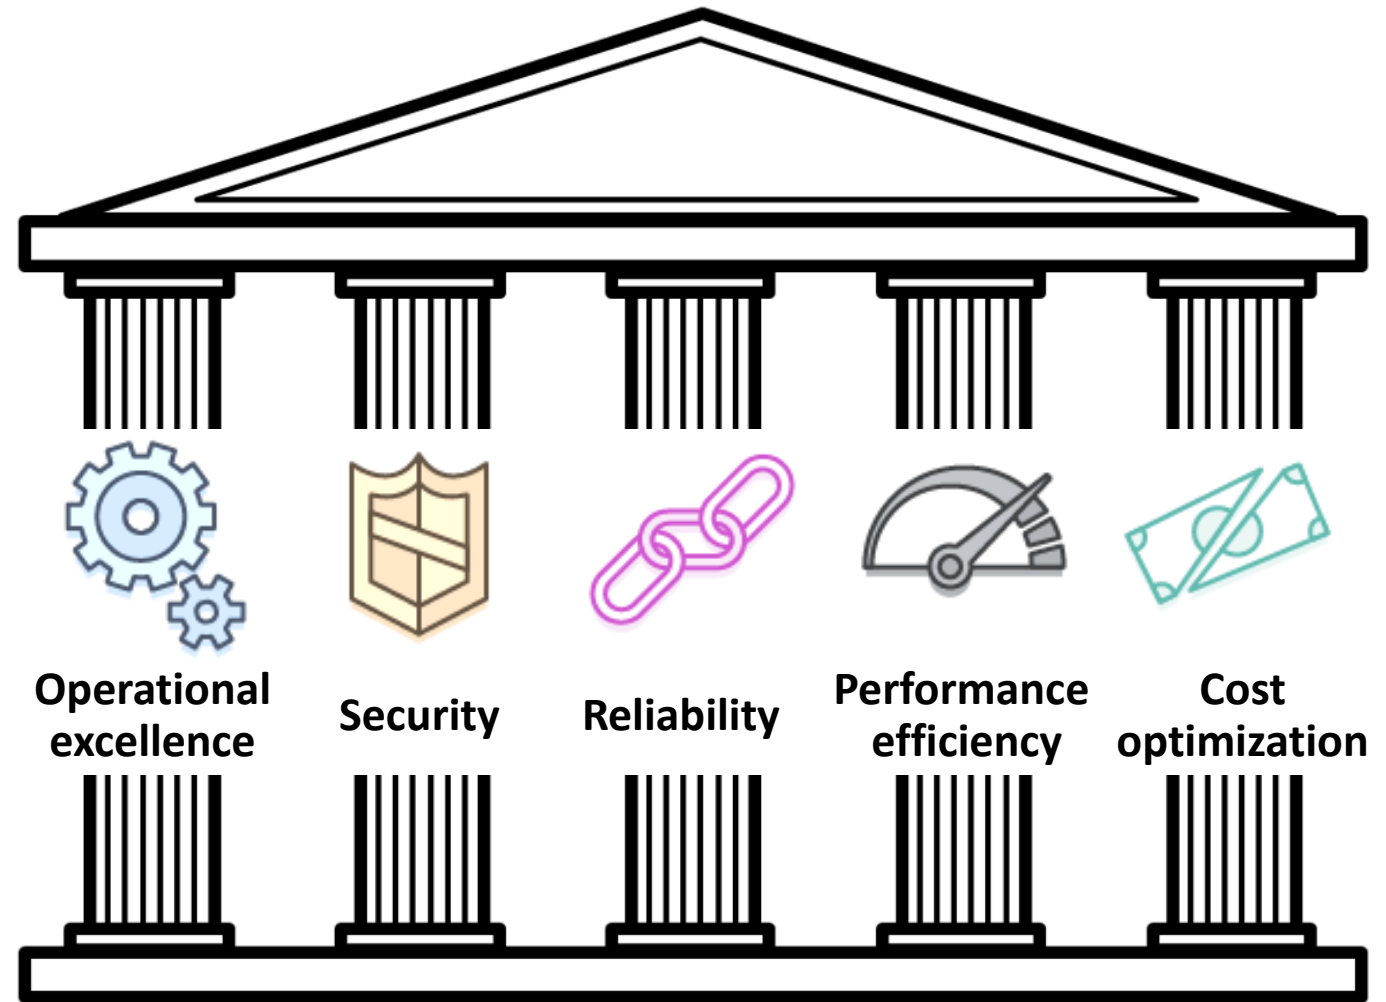 Operational
excellence
Security
Reliability
Performance
efficiency
Cost
optimization